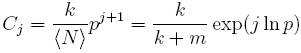 $C_j = \frac{k}{\langle N \rangle} p^{j+1} = \frac{k}{k+m} \exp(j \ln p)$